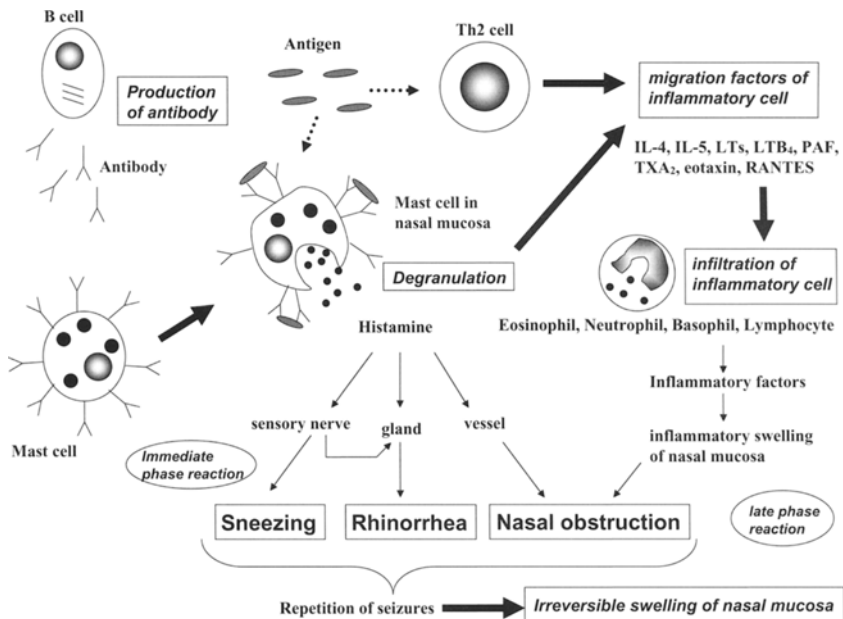 B cell
Production
of antibody
Antibody
Antigen
Th2 cell
migration factors of
inflammatory cell
IL-4, IL-5, LTs, LTB₄, PAF,
TXA₂, eotaxin, RANTES
Mast cell in
nasal mucosa
Degranulation
infiltration of
inflammatory cell
Eosinophil, Neutrophil, Basophil, Lymphocyte
Mast cell
Histamine
sensory nerve
gland
vessel
Inflammatory factors
inflammatory swelling
of nasal mucosa
Immediate
phase reaction
Sneezing
Rhinorrhea
Nasal obstruction
late phase
reaction
Repetition of seizures
Irreversible swelling of nasal mucosa